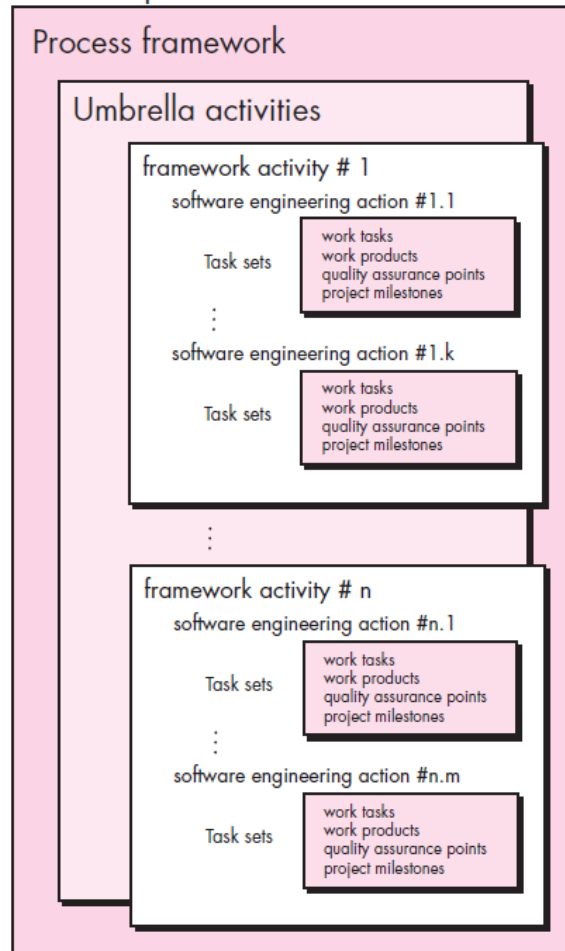 Process framework
Umbrella activities
framework activity # 1
software engineering action #1.1
Task sets
work tasks
work products
quality assurance points
project milestones
software engineering action #1.k
Task sets
work tasks
work products
quality assurance points
project milestones
framework activity # n
software engineering action #n.1
Task sets
work tasks
work products
quality assurance points
project milestones
software engineering action #n.m
Task sets
work tasks
work products
quality assurance points
project milestones